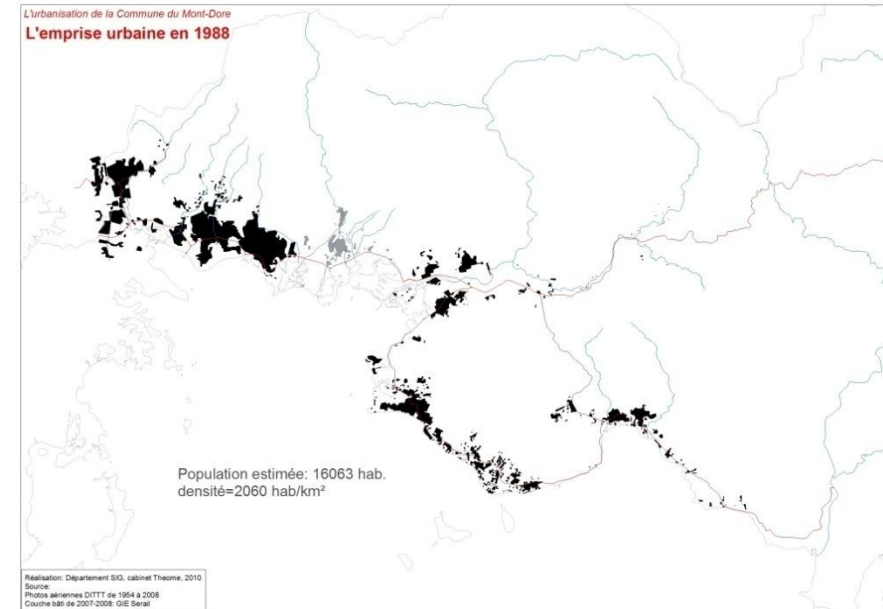 L'urbanisation de la Commune du Mont-Dore
L'emprise urbaine en 1988
Population estimée: 16063 hab.
densité=2060 hab/km²
Réalisation: Département SIG, cabinet Theome, 2010
Source:
Photos aériennes DITTT de 1954 à 2008
Couche bâti de 2007-2008: GIE Serail